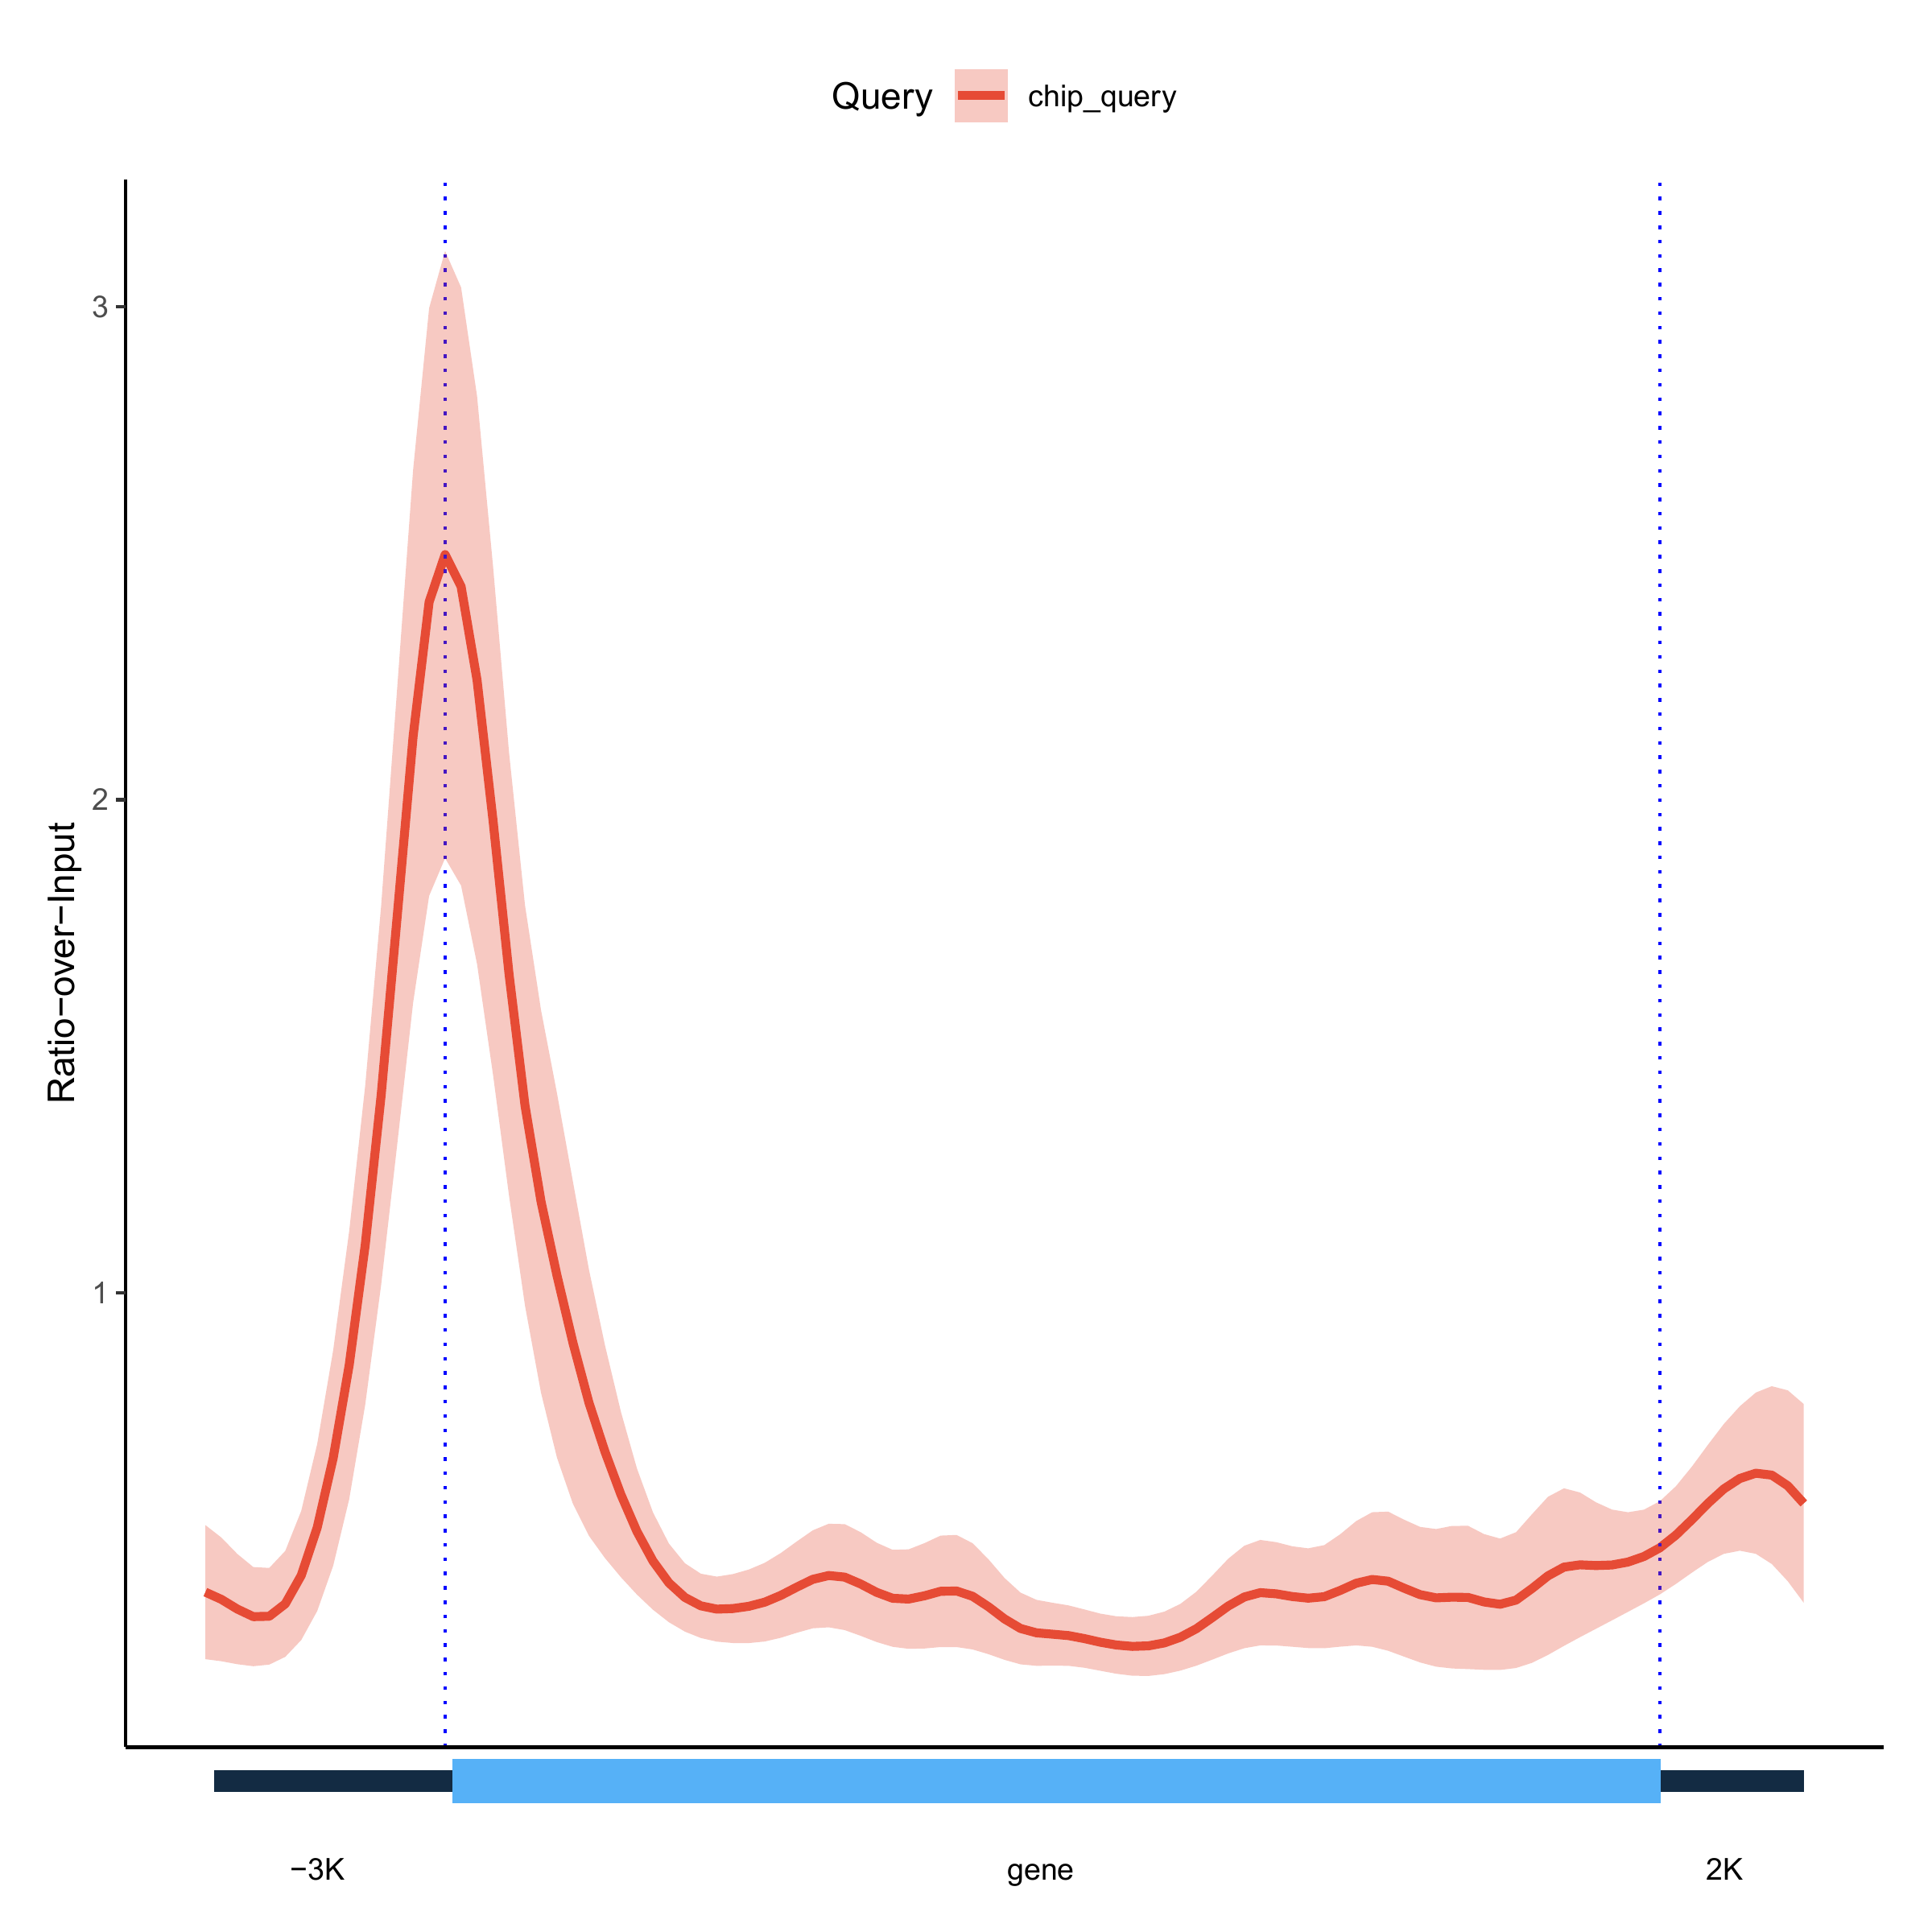 Query chip_query
3
2
1
Ratio−over−Input
−3K gene 2K